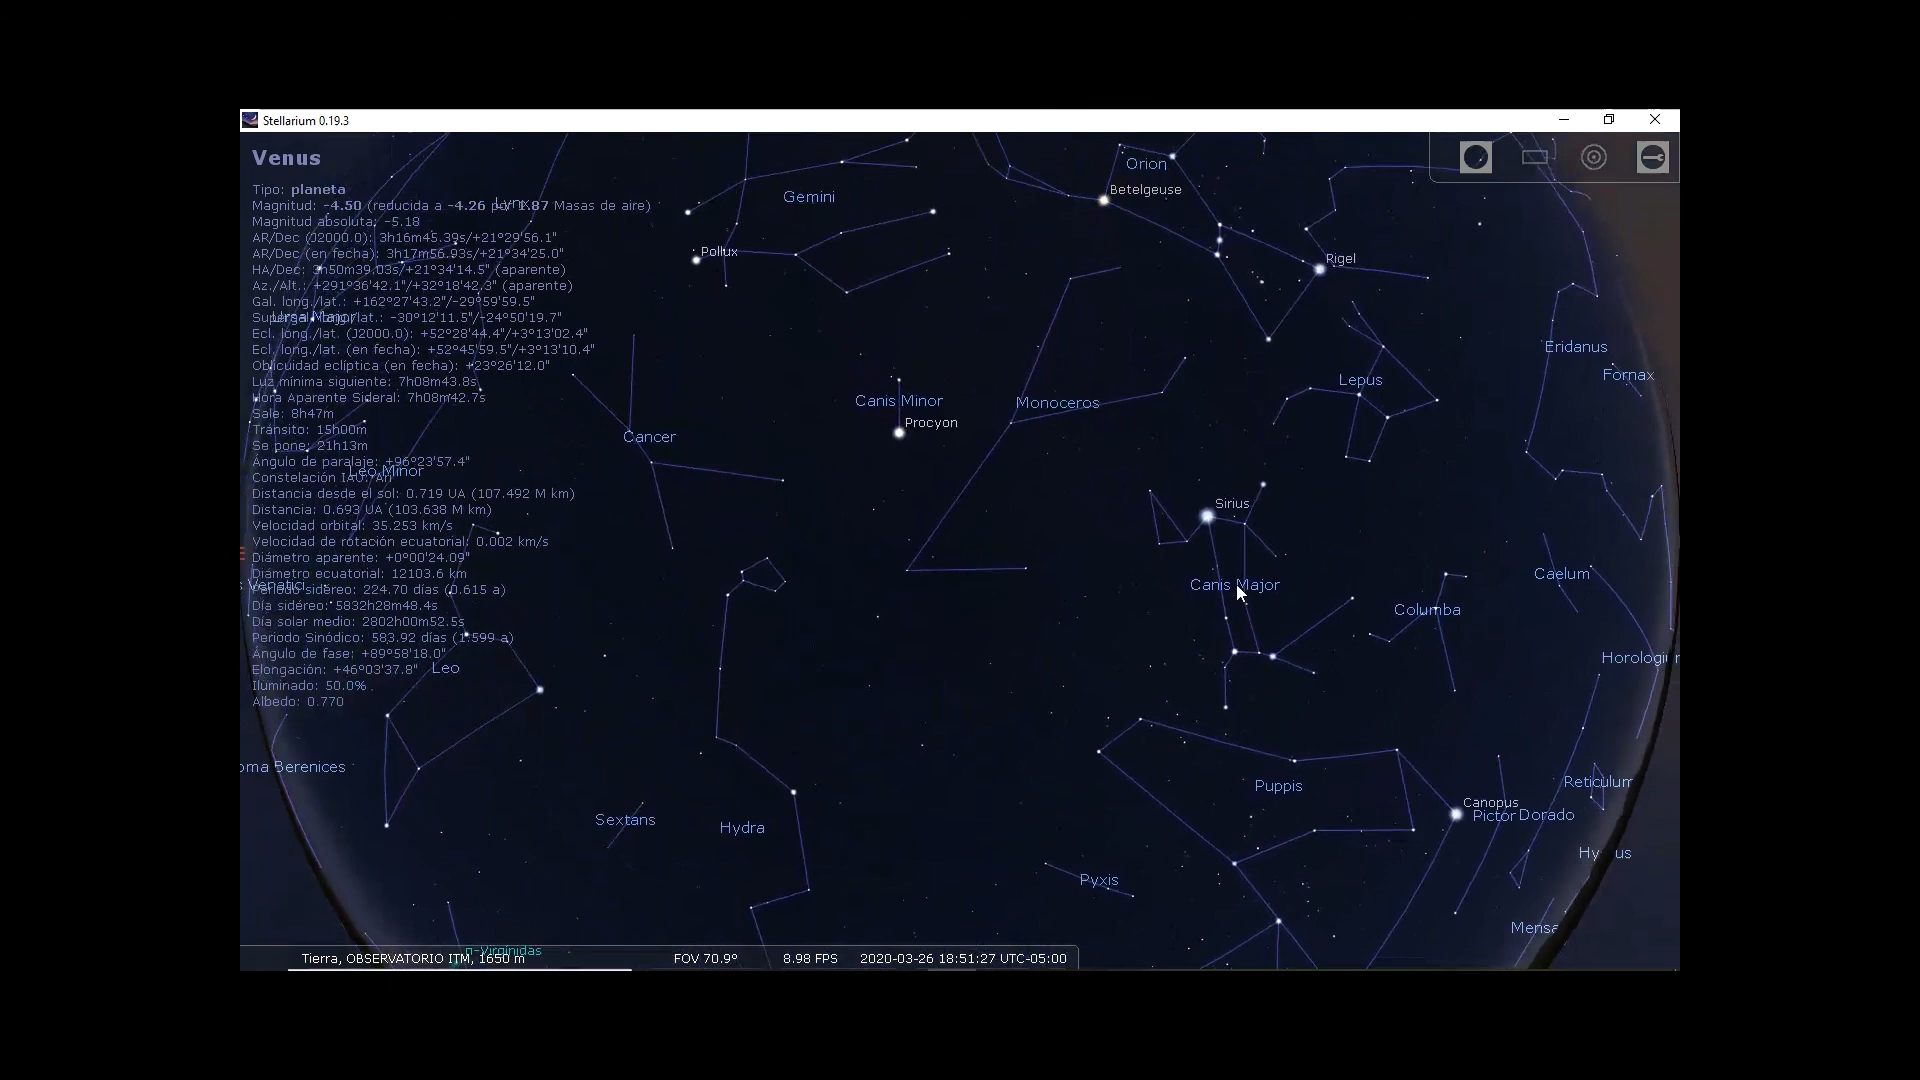 Stellarium 0.19.3
Venus
Tipo: planeta
Magnitud: -4.50 (reducida a -4.26 por 1.87 Masas de aire)
Magnitud absoluta: -5.18
AR/Dec (J2000.0): 3h16m45.39s/+21°29'56.1"
AR/Dec (en fecha): 3h17m56.93s/+21°34'25.0"
HA/Dec: 3h50m39.03s/+21°34'14.5" (aparente)
Az./Alt.: +291°36'42.1"/+32°18'42.3" (aparente)
Gal. long./lat.: +162°27'43.2"/-29°59'59.5"
Supergal. long./lat.: -30°12'11.5"/-24°50'19.7"
Ecl. long./lat. (J2000.0): +52°28'44.4"/+3°13'02.4"
Ecl. long./lat. (en fecha): +52°45'59.5"/+3°13'10.4"
Oblicuidad eclíptica (en fecha): +23°26'12.0"
Luz mínima siguiente: 7h08m43.8s
Hora Aparente Sideral: 7h08m42.7s
Sale: 8h47m
Tránsito: 15h00m
Se pone: 21h13m
Ángulo de paralaje: +96°23'57.4"
Constelación IAU: Ari
Distancia desde el sol: 0.719 UA (107.492 M km)
Distancia: 0.693 UA (103.638 M km)
Velocidad orbital: 35.253 km/s
Velocidad de rotación ecuatorial: 0.002 km/s
Diámetro aparente: +0°00'24.09"
Diámetro ecuatorial: 12103.6 km
Periodo sidéreo: 224.70 días (0.615 a)
Día sidéreo: 5832h28m48.4s
Día solar medio: 2802h00m52.5s
Periodo Sinódico: 583.92 días (1.599 a)
Ángulo de fase: +89°58'18.0"
Elongación: +46°03'37.8"
Iluminado: 50.0%
Albedo: 0.770
Lynx
Ursa Major
Leo Minor
s Venatici
Leo
oma Berenices
Gemini
Pollux
Orion
Betelgeuse
Rigel
Eridanus
Fornax
Lepus
Canis Minor
Procyon
Monoceros
Cancer
Sirius
Canis Major
Caelum
Columba
Horologiu
Puppis
Reticulum
Canopus
Pictor Dorado
Sextans
Hydra
Hy us
Pyxis
Mensa
η-Virgínidas
Tierra, OBSERVATORIO ITM, 1650 m FOV 70.9° 8.98 FPS 2020-03-26 18:51:27 UTC-05:00